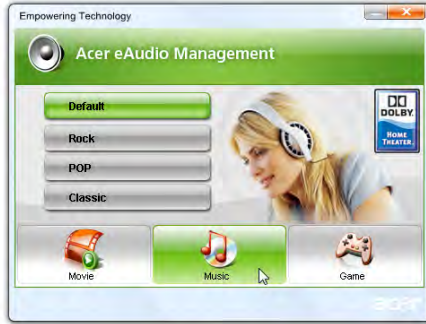 Empowering Technology
Acer eAudio Management
Default
DOLBY
HOME
THEATER
Rock
POP
Classic
Movie
Music
Game
acer